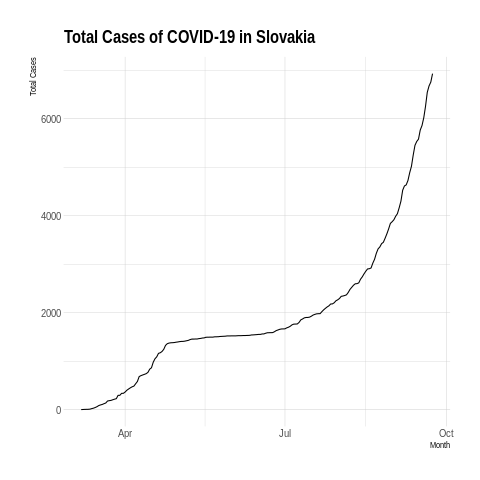 Total Cases of COVID-19 in Slovakia
Total Cases
6000
4000
2000
0
Apr
Jul
Oct
Month